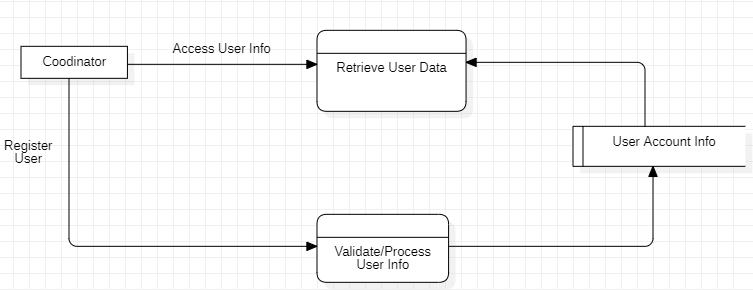 Access User Info
Coodinator
Retrieve User Data
User Account Info
Register
User
Validate/Process
User Info